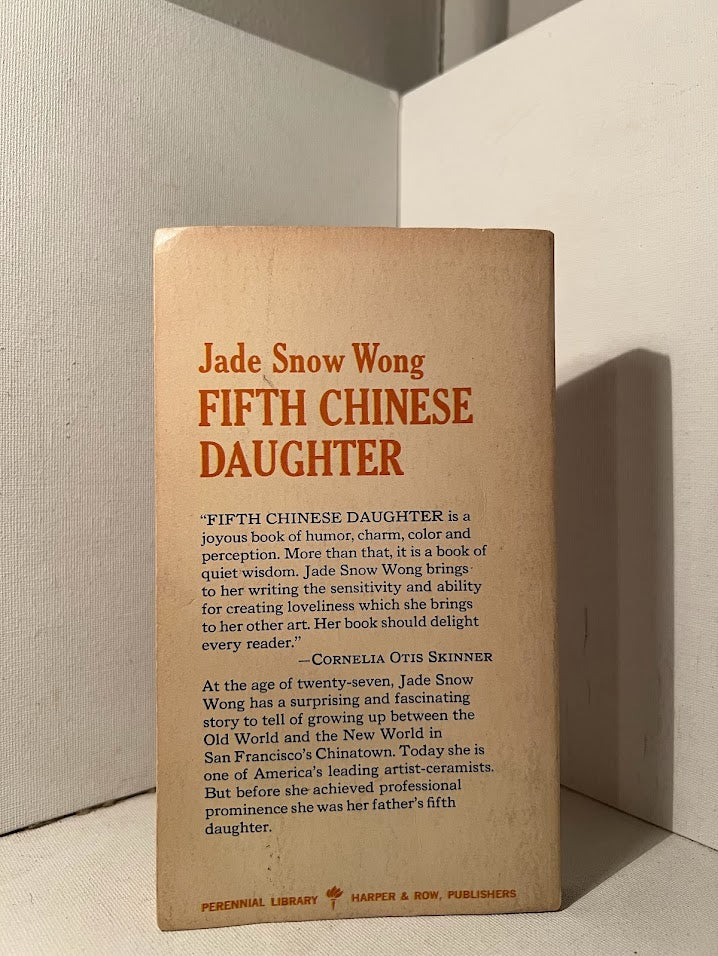 Jade Snow Wong
FIFTH CHINESE
DAUGHTER
“FIFTH CHINESE DAUGHTER is a
joyous book of humor, charm, color and
perception. More than that, it is a book of
quiet wisdom. Jade Snow Wong brings
to her writing the sensitivity and ability
for creating loveliness which she brings
to her other art. Her book should delight
every reader.”
—CORNELIA OTIS SKINNER
At the age of twenty-seven, Jade Snow
Wong has a surprising and fascinating
story to tell of growing up between the
Old World and the New World in
San Francisco’s Chinatown. Today she is
one of America’s leading artist-ceramists.
But before she achieved professional
prominence she was her father’s fifth
daughter.
PERENNIAL LIBRARY HARPER & ROW, PUBLISHERS